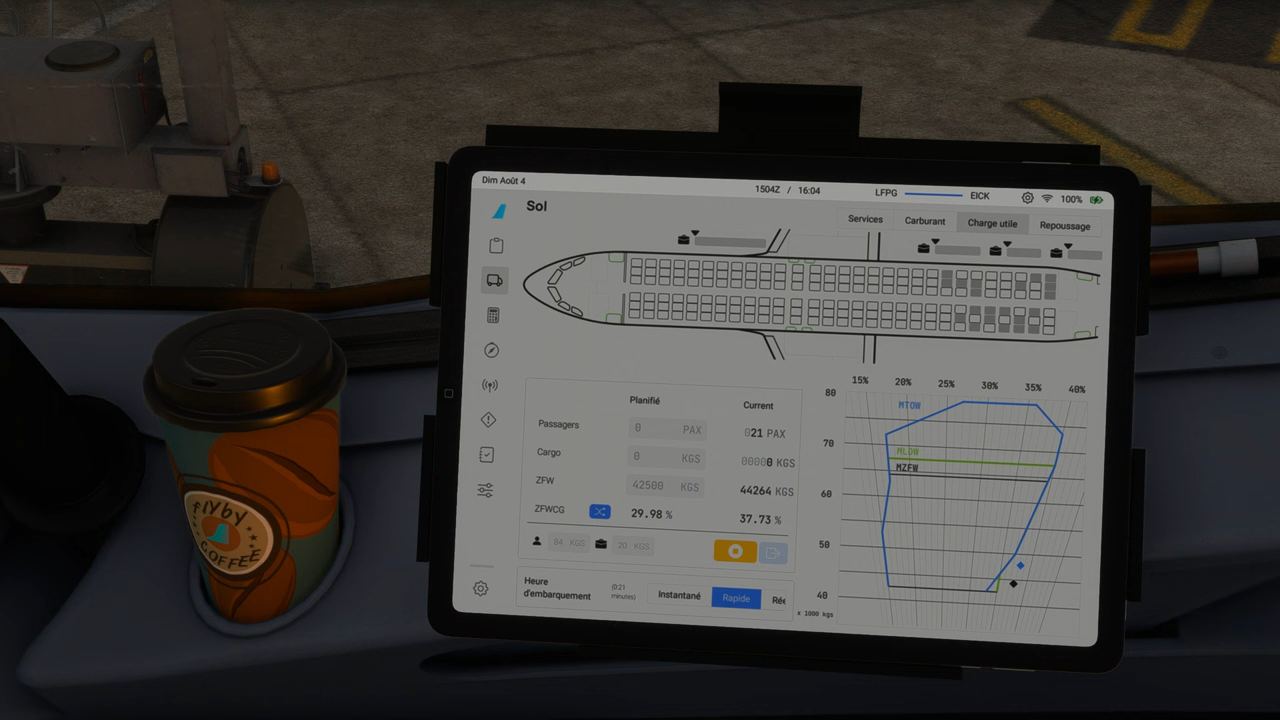 Dim Août 4
1504Z / 16:04
LFPG
EICK
100%
Sol
Services
Carburant
Charge utile
Repoussage
Planifié
Current
Passagers
0 PAX
021 PAX
Cargo
0 KGS
00000 KGS
ZFW
42500 KGS
44264 KGS
ZFWCG
29.98 %
37.73 %
84 KGS
20 KGS
Heure
d'embarquement
(0:21
minutes)
Instantané
Rapide
Rée
15%
20%
25%
30%
35%
40%
80
70
60
50
40
x 1000 kgs
MTOW
MLDW
MZFW
flyby
COFFEE